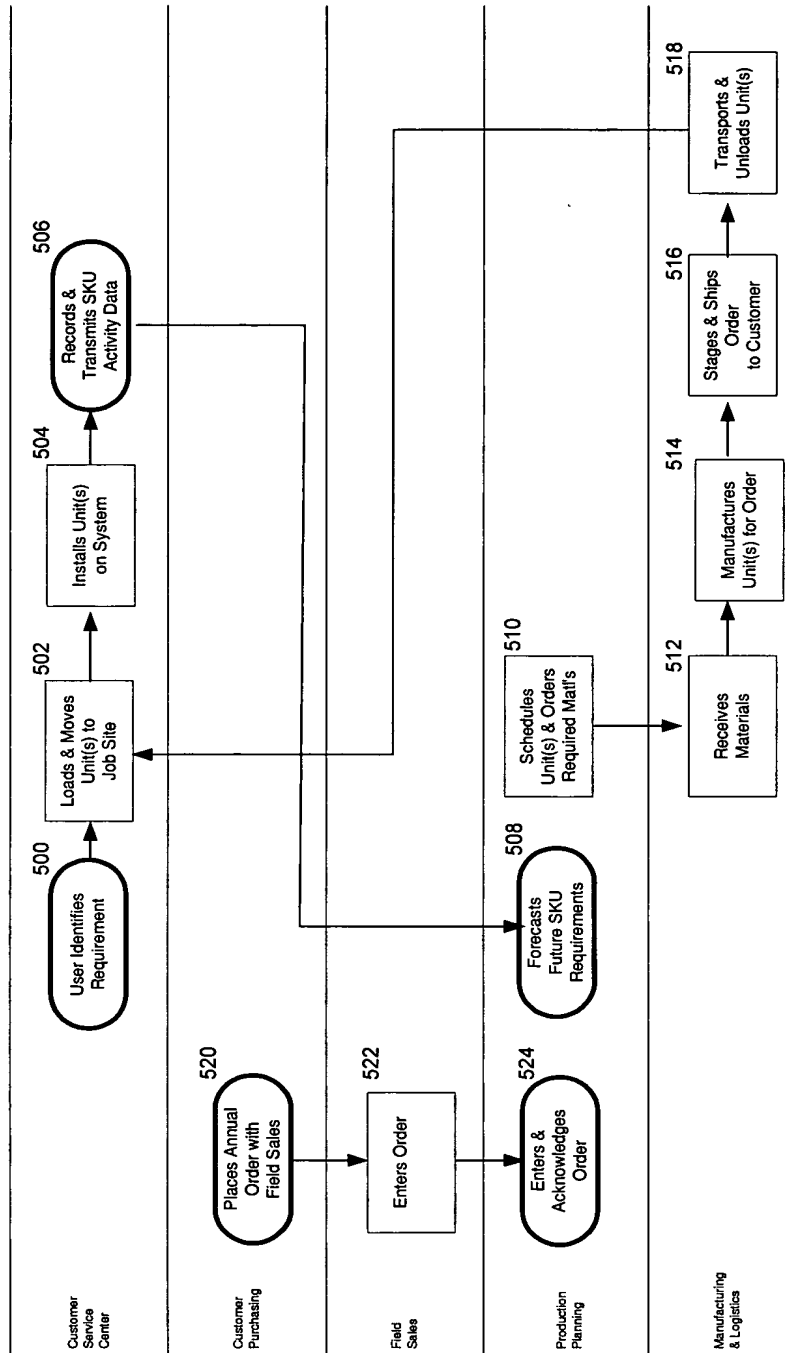 Customer
Service
Center
500
User Identifies
Requirement
502
Loads & Moves
Unit(s) to
Job Site
504
Installs Unit(s)
on System
506
Records &
Transmits SKU
Activity Data
Customer
Purchasing
520
Places Annual
Order with
Field Sales
Field
Sales
522
Enters Order
Production
Planning
524
Enters &
Acknowledges
Order
508
Forecasts
Future SKU
Requirements
510
Schedules
Unit(s) & Orders
Required Matl's
Manufacturing
& Logistics
512
Receives
Materials
514
Manufactures
Unit(s) for Order
516
Stages & Ships
Order
to Customer
518
Transports &
Unloads Unit(s)